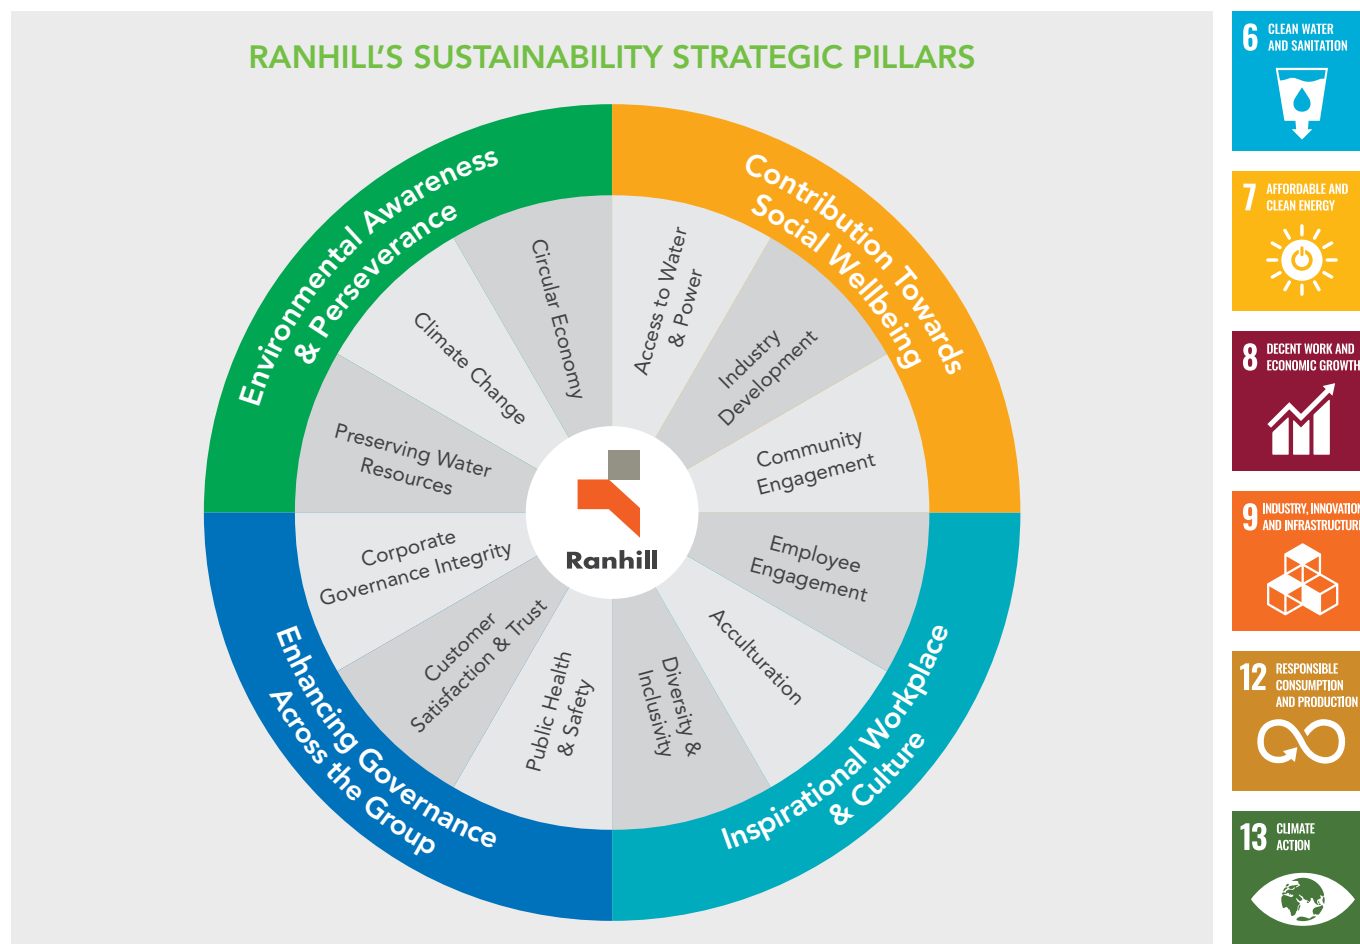 RANHILL'S SUSTAINABILITY STRATEGIC PILLARS
Environmental Awareness
& Perseverance
Contribution Towards
Social Wellbeing
Inspirational Workplace
& Culture
Enhancing Governance
Across the Group
Circular Economy
Climate Change
Preserving Water
Resources
Access to Water
& Power
Industry
Development
Community
Engagement
Employee
Engagement
Acculturation
Diversity &
Inclusivity
Public Health
& Safety
Customer
Satisfaction & Trust
Corporate
Governance Integrity
Ranhill
6 CLEAN WATER
AND SANITATION
7 AFFORDABLE AND
CLEAN ENERGY
8 DECENT WORK AND
ECONOMIC GROWTH
9 INDUSTRY, INNOVATION
AND INFRASTRUCTURE
12 RESPONSIBLE
CONSUMPTION
AND PRODUCTION
13 CLIMATE
ACTION